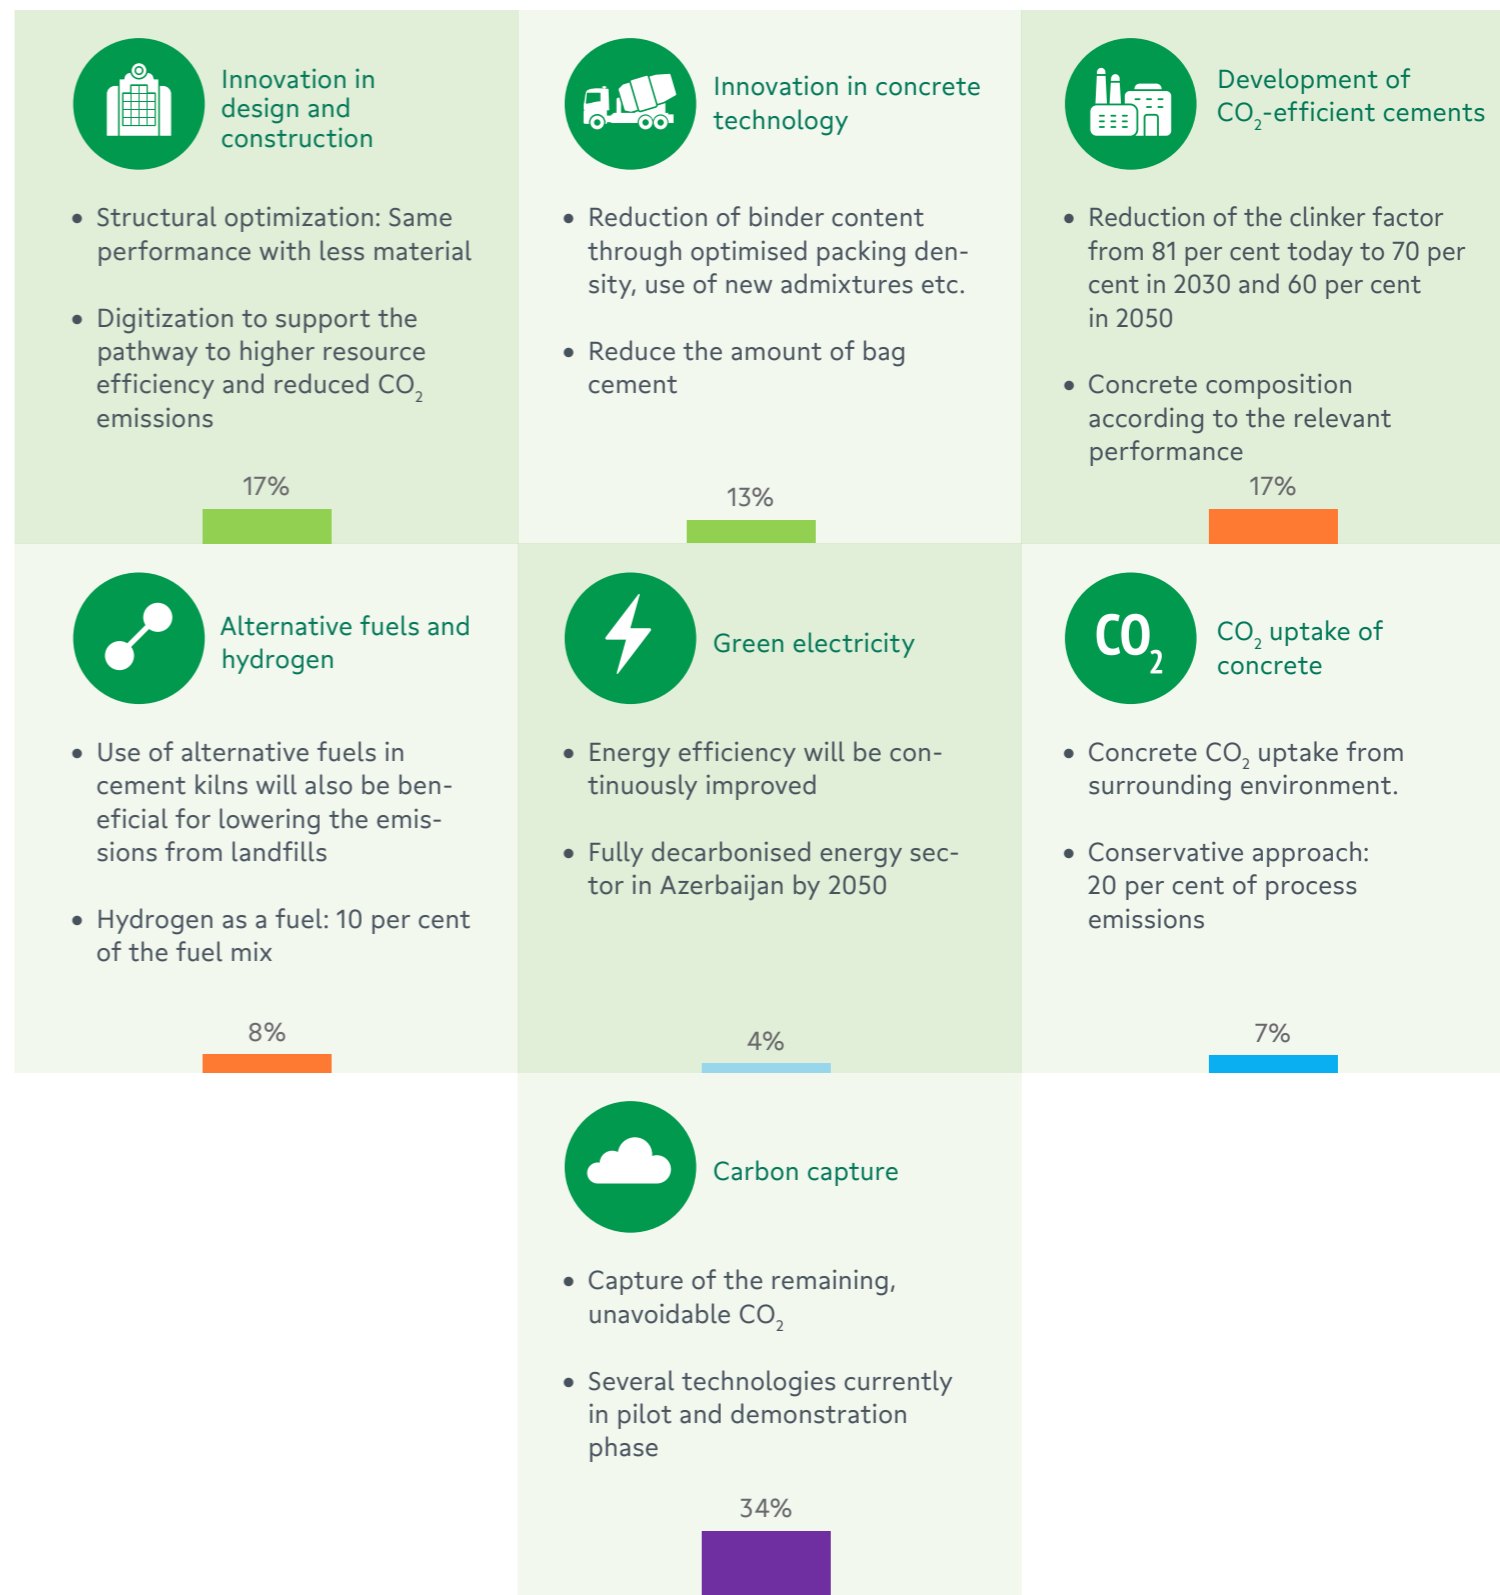 Innovation in
design and
construction
• Structural optimization: Same
performance with less material
• Digitization to support the
pathway to higher resource
efficiency and reduced CO₂
emissions
17%
Innovation in concrete
technology
• Reduction of binder content
through optimised packing den-
sity, use of new admixtures etc.
• Reduce the amount of bag
cement
13%
Development of
CO₂-efficient cements
• Reduction of the clinker factor
from 81 per cent today to 70 per
cent in 2030 and 60 per cent
in 2050
• Concrete composition
according to the relevant
performance
17%
Alternative fuels and
hydrogen
• Use of alternative fuels in
cement kilns will also be ben-
eficial for lowering the emis-
sions from landfills
• Hydrogen as a fuel: 10 per cent
of the fuel mix
8%
Green electricity
• Energy efficiency will be con-
tinuously improved
• Fully decarbonised energy sec-
tor in Azerbaijan by 2050
4%
CO₂
CO₂ uptake of
concrete
• Concrete CO₂ uptake from
surrounding environment.
• Conservative approach:
20 per cent of process
emissions
7%
Carbon capture
• Capture of the remaining,
unavoidable CO₂
• Several technologies currently
in pilot and demonstration
phase
34%